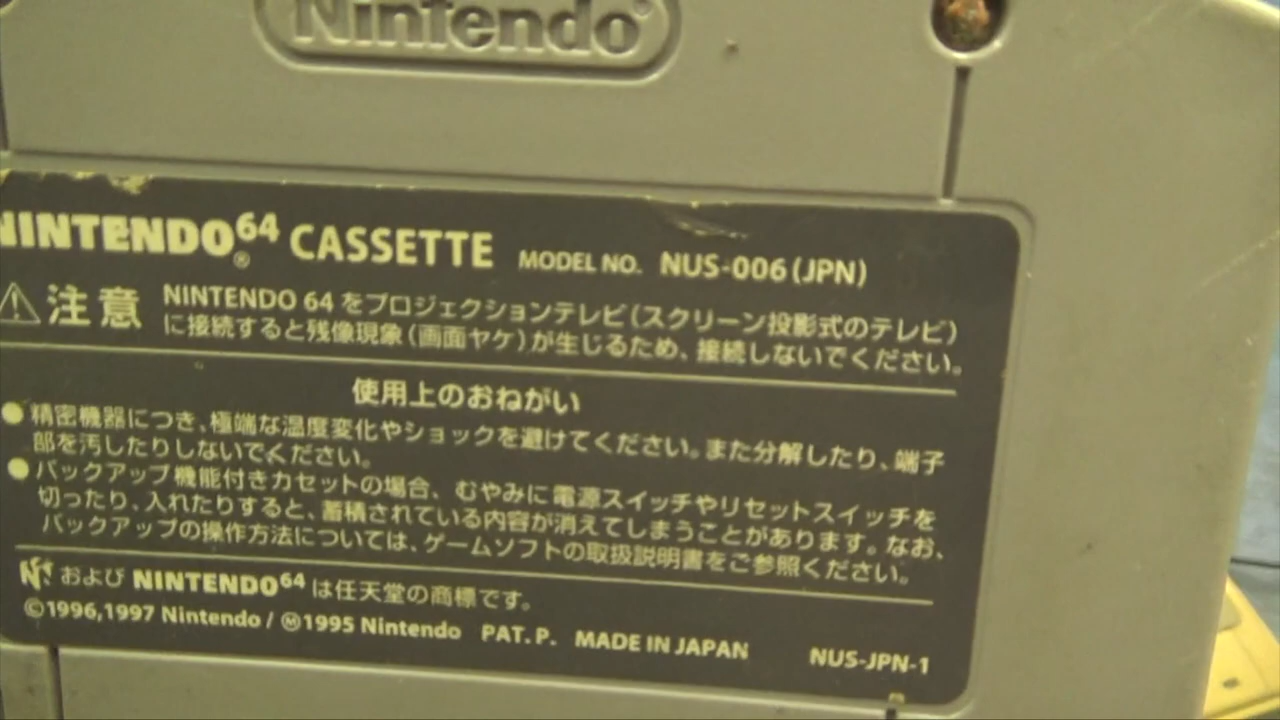 Nintendo
NINTENDO64® CASSETTE MODEL NO. NUS-006(JPN)
注意 NINTENDO 64 をプロジェクションテレビ(スクリーン投影式のテレビ)
に接続すると残像現象(画面ヤケ)が生じるため、接続しないでください。
使用上のおねがい
●精密機器につき、極端な温度変化やショックを避けてください。また分解したり、端子
部を汚したりしないでください。
●バックアップ機能付きカセットの場合、むやみに電源スイッチやリセットスイッチを
切ったり、入れたりすると、蓄積されている内容が消えてしまうことがあります。なお、
バックアップの操作方法については、ゲームソフトの取扱説明書をご参照ください。
および NINTENDO64 は任天堂の商標です。
©1996,1997 Nintendo / Ⓜ1995 Nintendo PAT.P. MADE IN JAPAN NUS-JPN-1